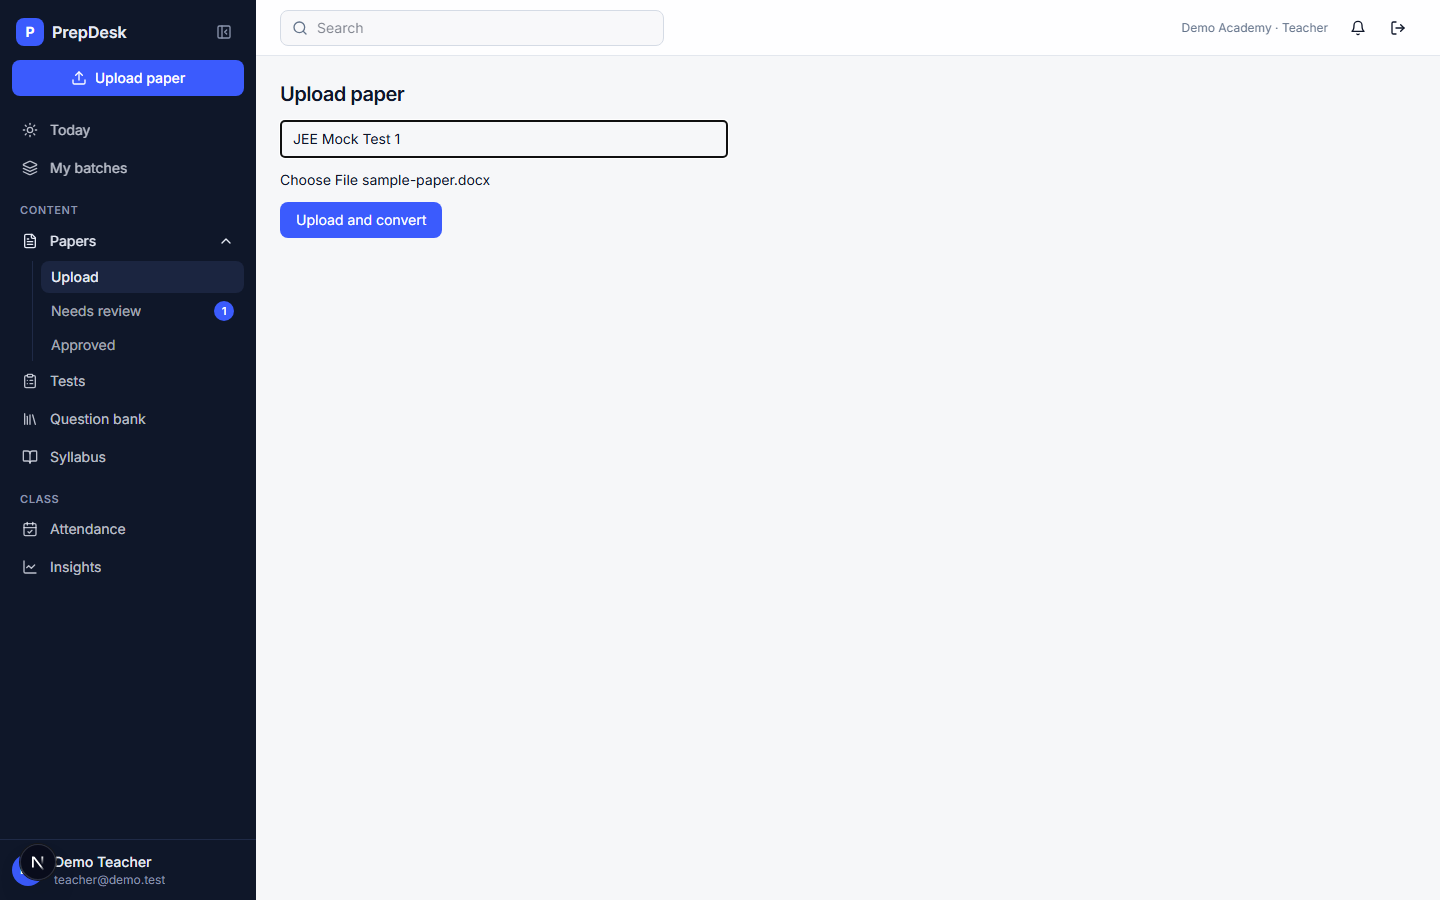 P PrepDesk
Upload paper
Today
My batches
CONTENT
Papers
Upload
Needs review 1
Approved
Tests
Question bank
Syllabus
CLASS
Attendance
Insights
N Demo Teacher
teacher@demo.test
Search
Demo Academy · Teacher
Upload paper
JEE Mock Test 1
Choose File sample-paper.docx
Upload and convert